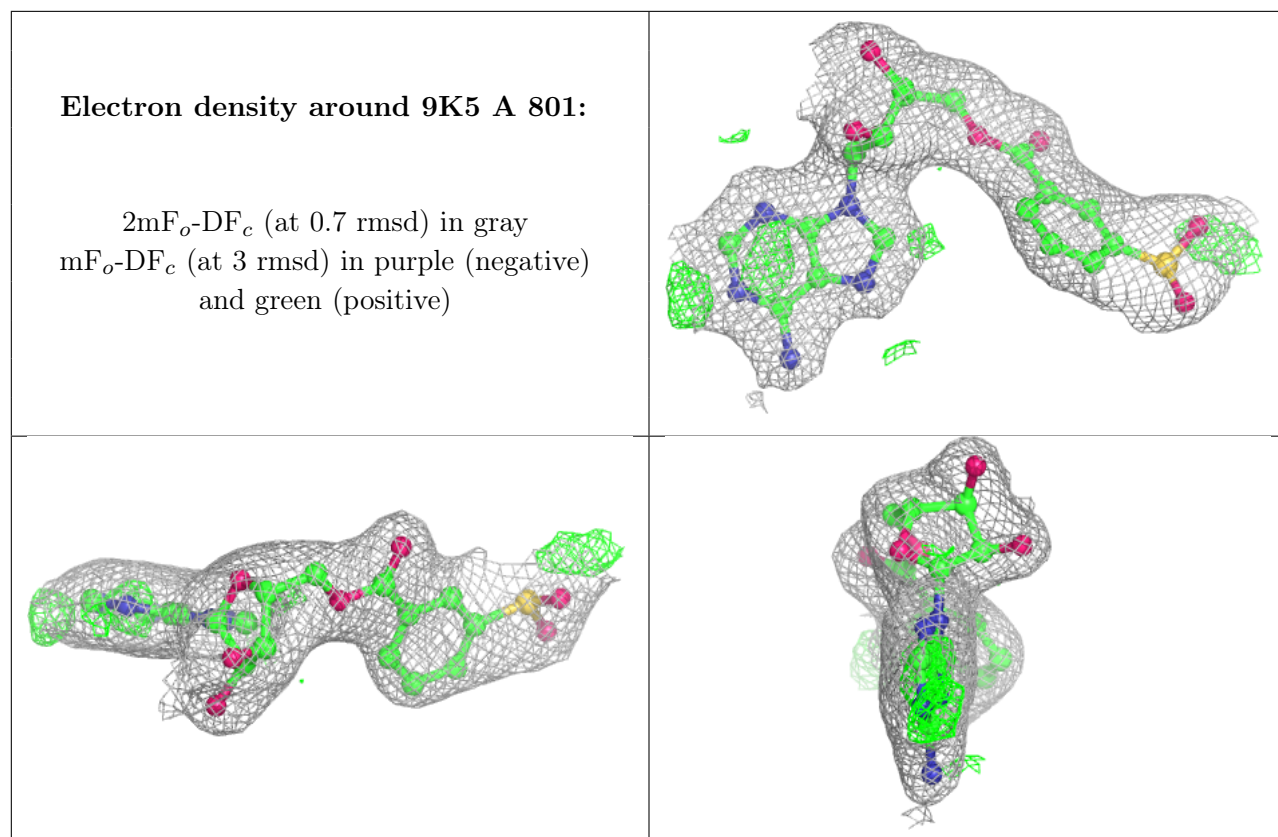 Electron density around 9K5 A 801:
2mFₒ-DF𝒸 (at 0.7 rmsd) in gray
mFₒ-DF𝒸 (at 3 rmsd) in purple (negative)
and green (positive)